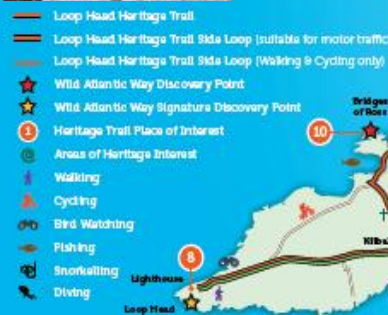 Loop Head Heritage Trail
Loop Head Heritage Trail Side Loop (suitable for motor traffic
Loop Head Heritage Trail Side Loop (Walking & Cycling only)
Wild Atlantic Way Discovery Point
Wild Atlantic Way Signature Discovery Point
1 Heritage Trail Place of Interest
Areas of Heritage Interest
Walking
Cycling
Bird Watching
Fishing
Snorkelling
Diving
Bridges
of Ross
10
Kilba
8
Lighthouse
Loop Head